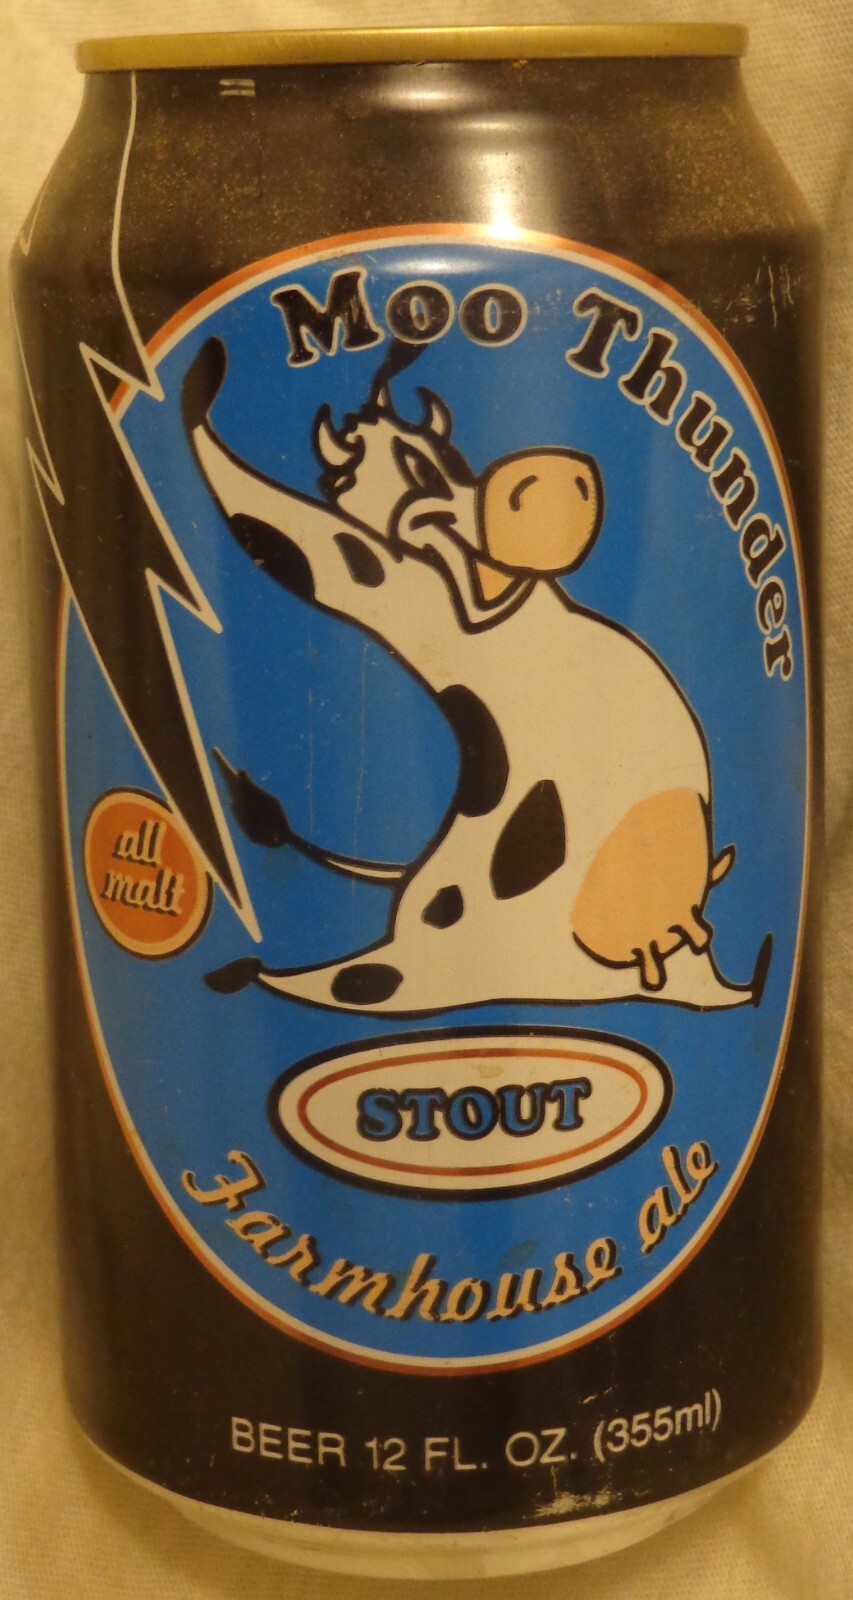 Moo Thunder
all
malt
STOUT
Farmhouse ale
BEER 12 FL. OZ. (355ml)